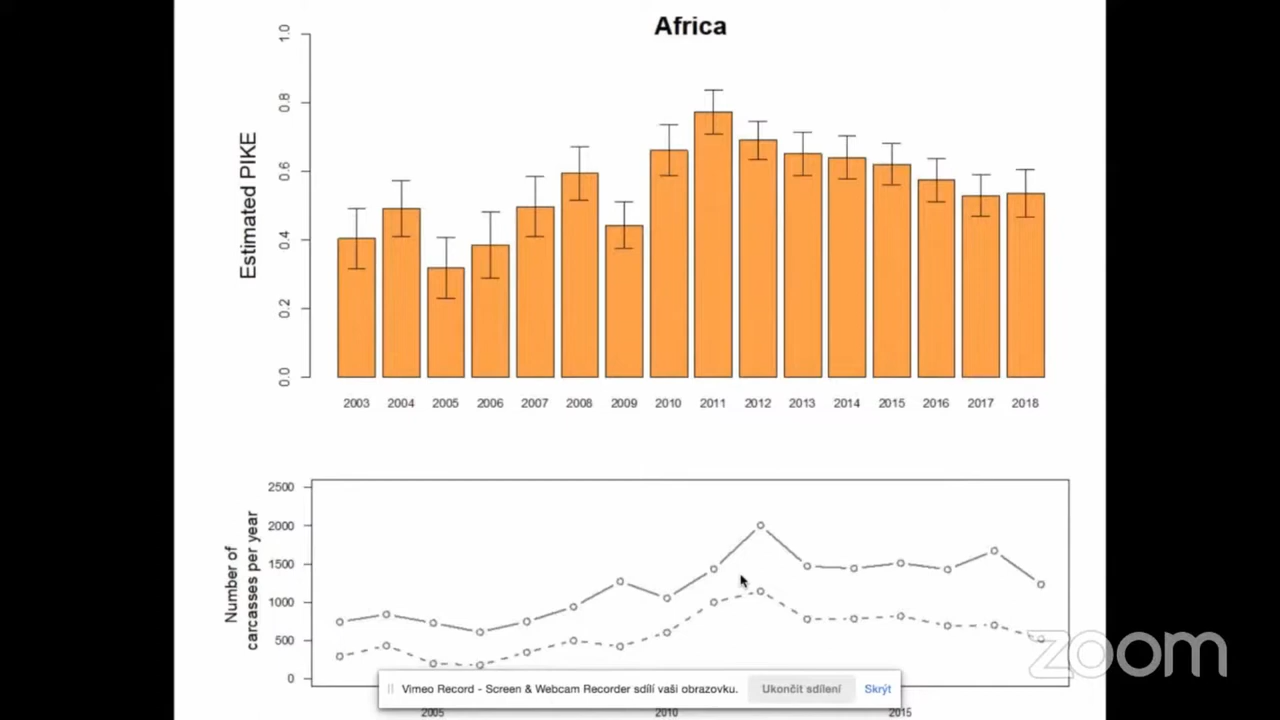 Africa
Estimated PIKE
1.0
0.8
0.6
0.4
0.2
0.0
2003 2004 2005 2006 2007 2008 2009 2010 2011 2012 2013 2014 2015 2016 2017 2018
Number of
carcasses per year
2500
2000
1500
1000
500
0
zoom
Vimeo Record - Screen & Webcam Recorder sdílí vaši obrazovku. Ukončit sdílení Skrýt
2005 2010 2015